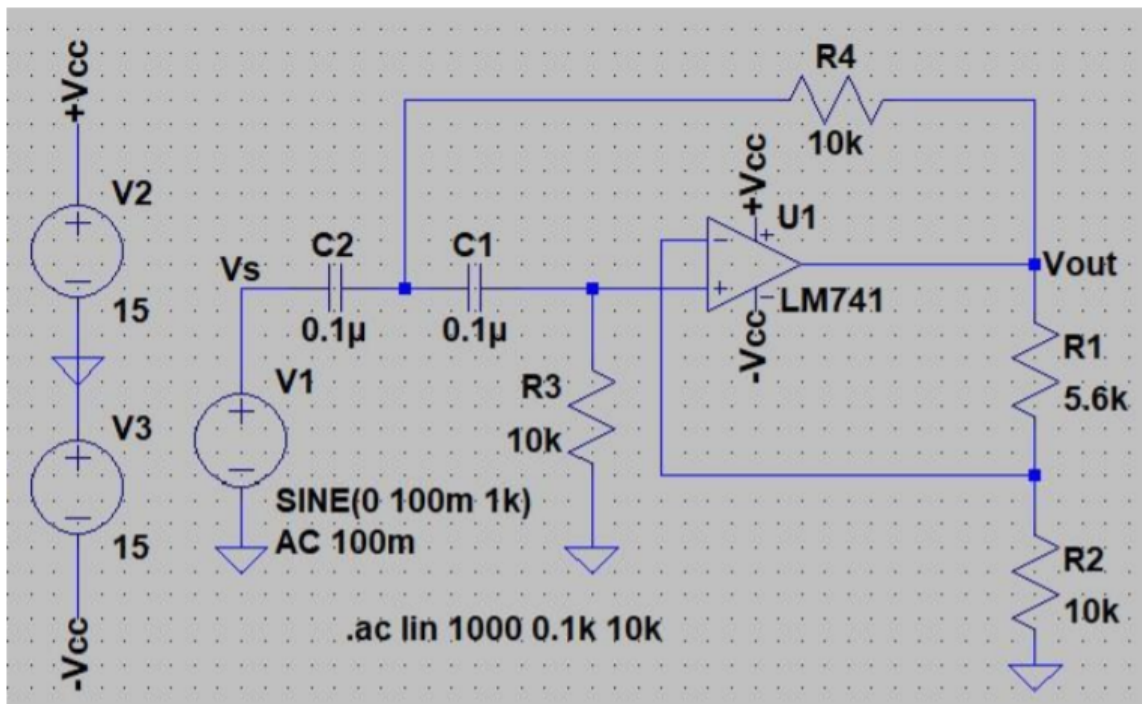 +Vcc
V2
15
V3
15
-Vcc
Vs
C2
0.1µ
C1
0.1µ
V1
SINE(0 100m 1k)
AC 100m
R3
10k
R4
10k
+Vcc
U1
LM741
-Vcc
Vout
R1
5.6k
R2
10k
.ac lin 1000 0.1k 10k